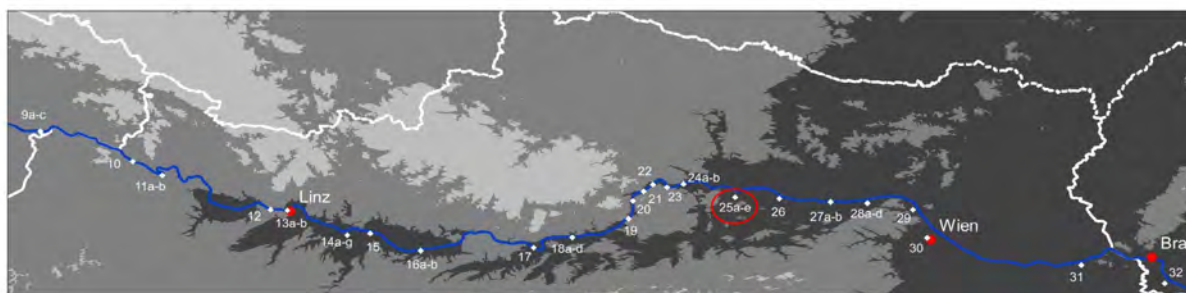 9a-c
10
11a-b
12
Linz
13a-b
14a-g
15
16a-b
17
18a-d
19
20
21
22
23
24a-b
25a-e
26
27a-b
28a-d
29
Wien
30
31
Bra
32